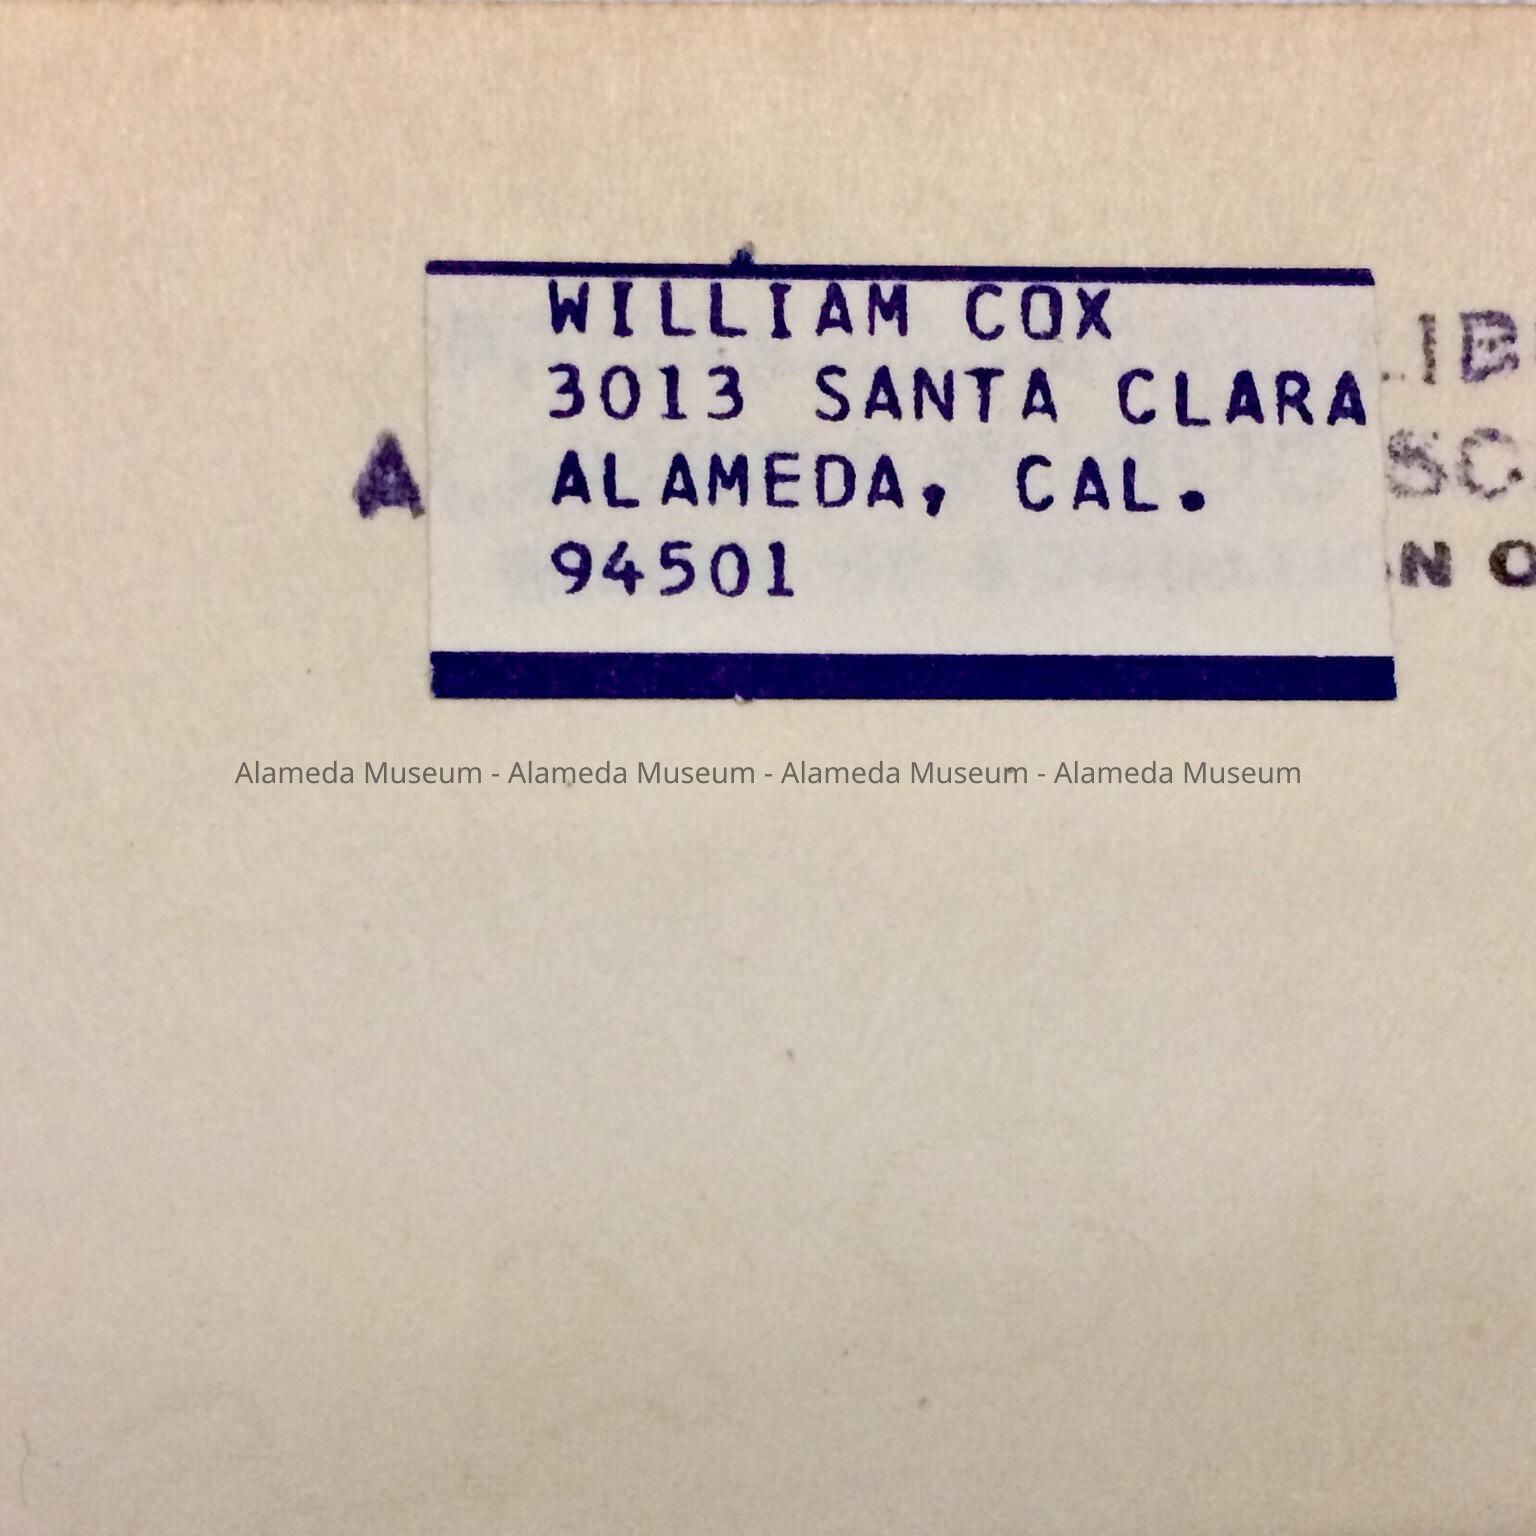 WILLIAM COX
3013 SANTA CLARA
ALAMEDA, CAL.
94501
Alameda Museum - Alameda Museum - Alameda Museum - Alameda Museum